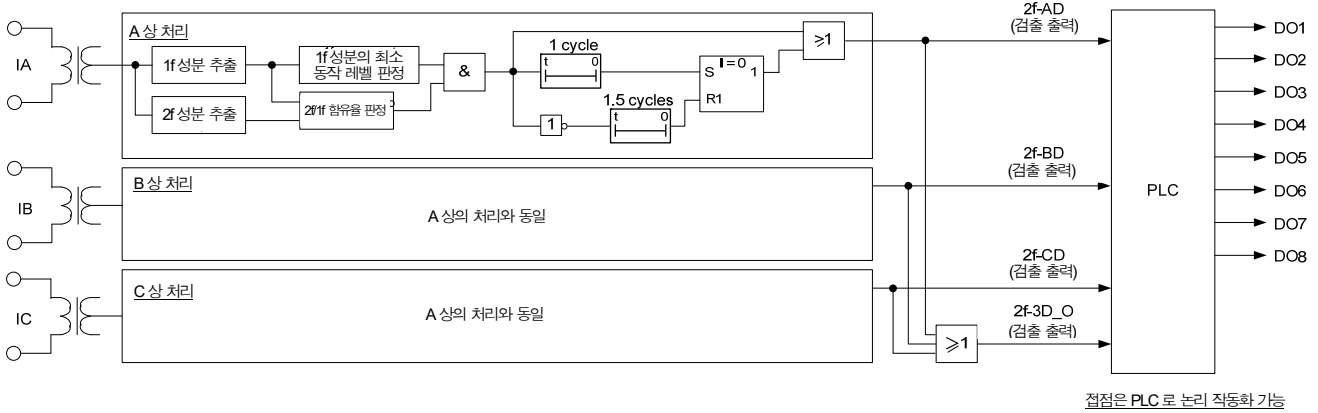 A 상 처리
IA
1f 성분 추출
2f 성분 추출
1f 성분의 최소
동작 레벨 판정
2f/1f 함유율 판정
&
1 cycle
t 0
1
1.5 cycles
t 0
S I=0 1
R1
≥1
2f-AD
(검출 출력)
IB
B 상 처리
A 상의 처리와 동일
2f-BD
(검출 출력)
IC
C 상 처리
A 상의 처리와 동일
2f-CD
(검출 출력)
≥1
2f-3D_O
(검출 출력)
PLC
DO1
DO2
DO3
DO4
DO5
DO6
DO7
DO8
접점은 PLC 로 논리 작동화 가능